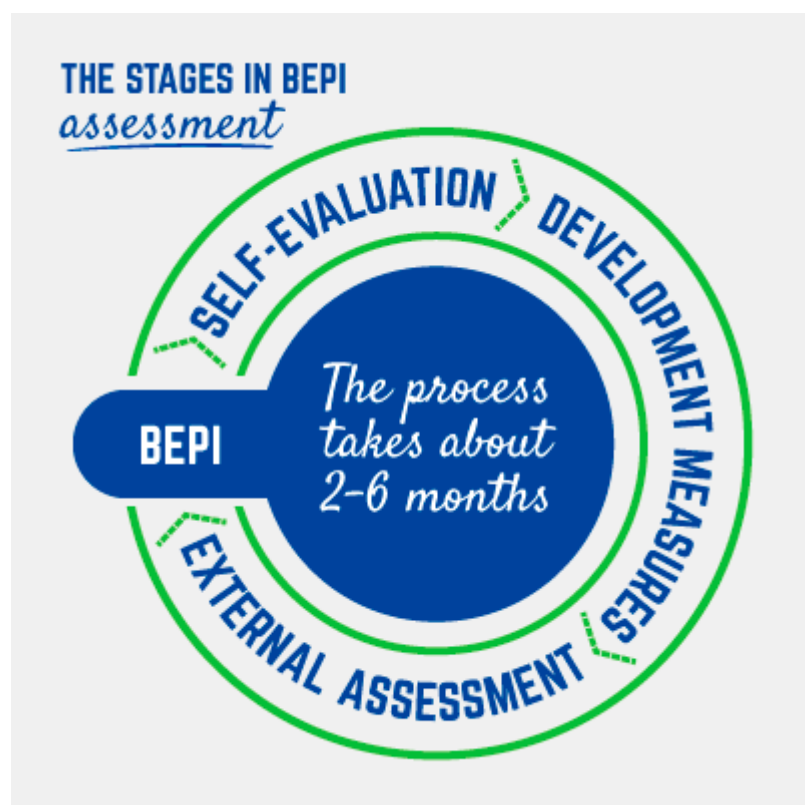 THE STAGES IN BEPI
assessment
SELF-EVALUATION
DEVELOPMENT MEASURES
EXTERNAL ASSESSMENT
BEPI
The process
takes about
2-6 months